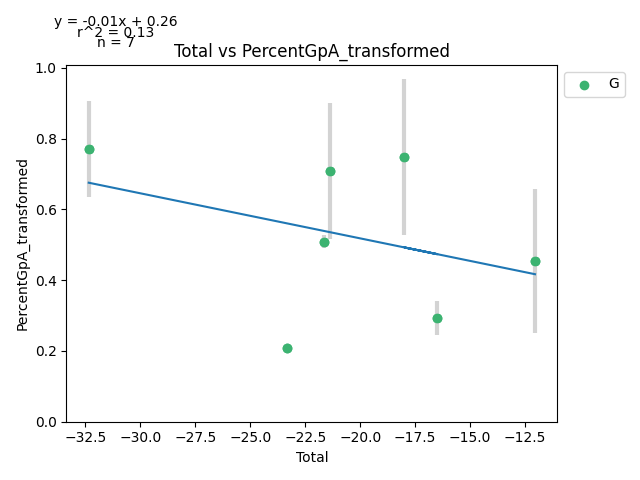 y = -0.01x + 0.26
r^2 = 0.13
n = 7
Total vs PercentGpA_transformed
G
PercentGpA_transformed
1.0
0.8
0.6
0.4
0.2
0.0
−32.5 −30.0 −27.5 −25.0 −22.5 −20.0 −17.5 −15.0 −12.5
Total